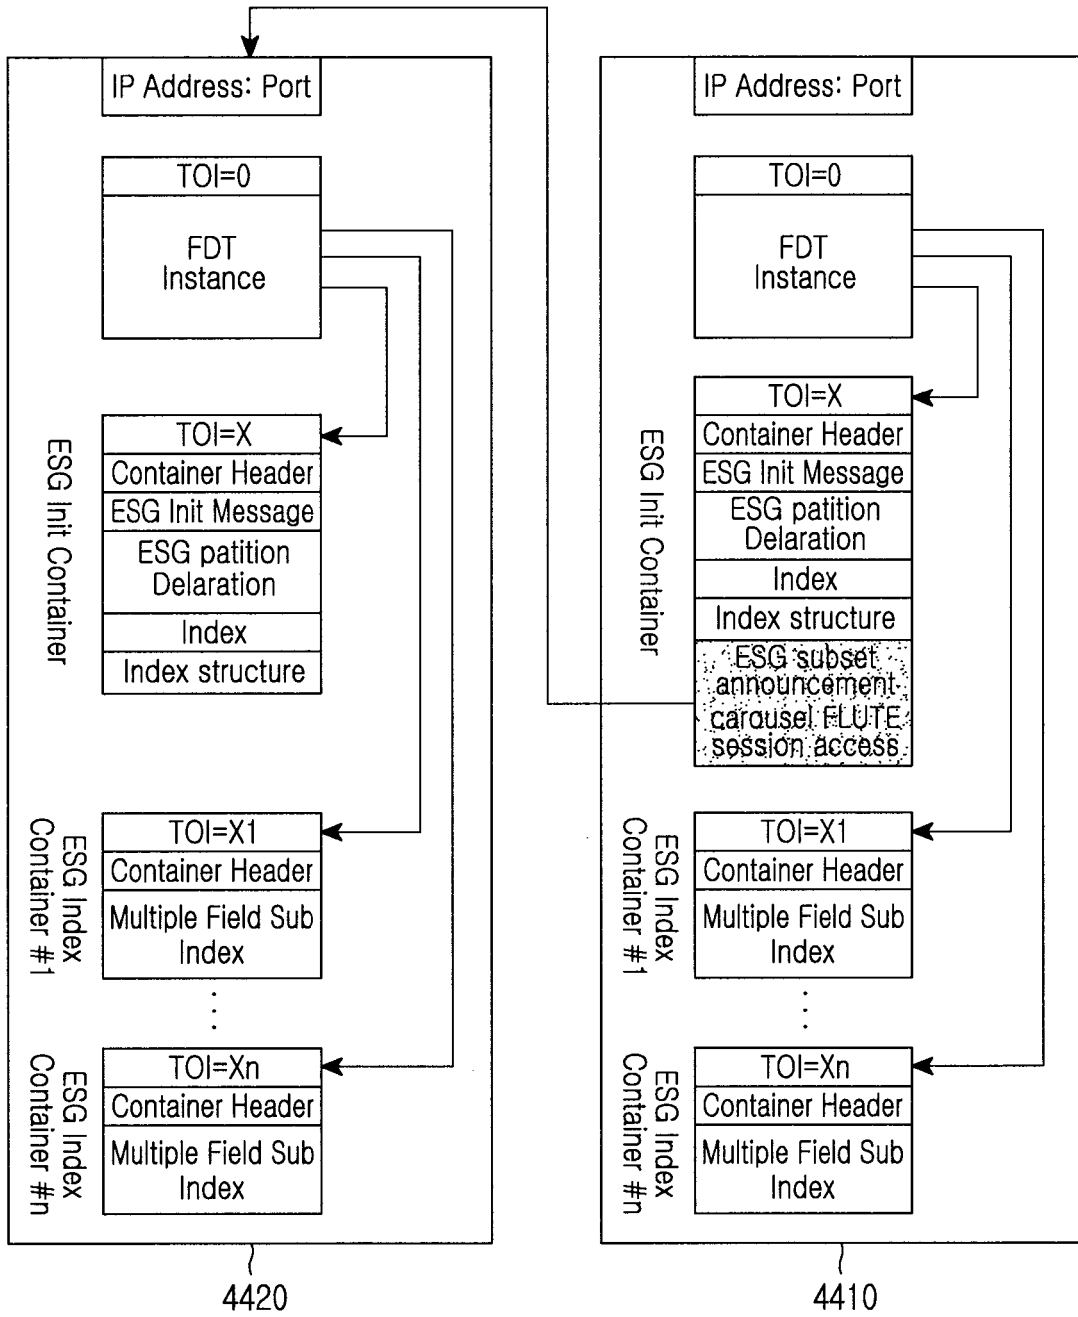 IP Address: Port
TOI=0
FDT
Instance
ESG Init Container
TOI=X
Container Header
ESG Init Message
ESG patition
Delaration
Index
Index structure
ESG Index
Container #1
TOI=X1
Container Header
Multiple Field Sub
Index
ESG Index
Container #n
TOI=Xn
Container Header
Multiple Field Sub
Index
4420
IP Address: Port
TOI=0
FDT
Instance
ESG Init Container
TOI=X
Container Header
ESG Init Message
ESG patition
Delaration
Index
Index structure
ESG subset
announcement
carousel FLUTE
session access
ESG Index
Container #1
TOI=X1
Container Header
Multiple Field Sub
Index
ESG Index
Container #n
TOI=Xn
Container Header
Multiple Field Sub
Index
4410